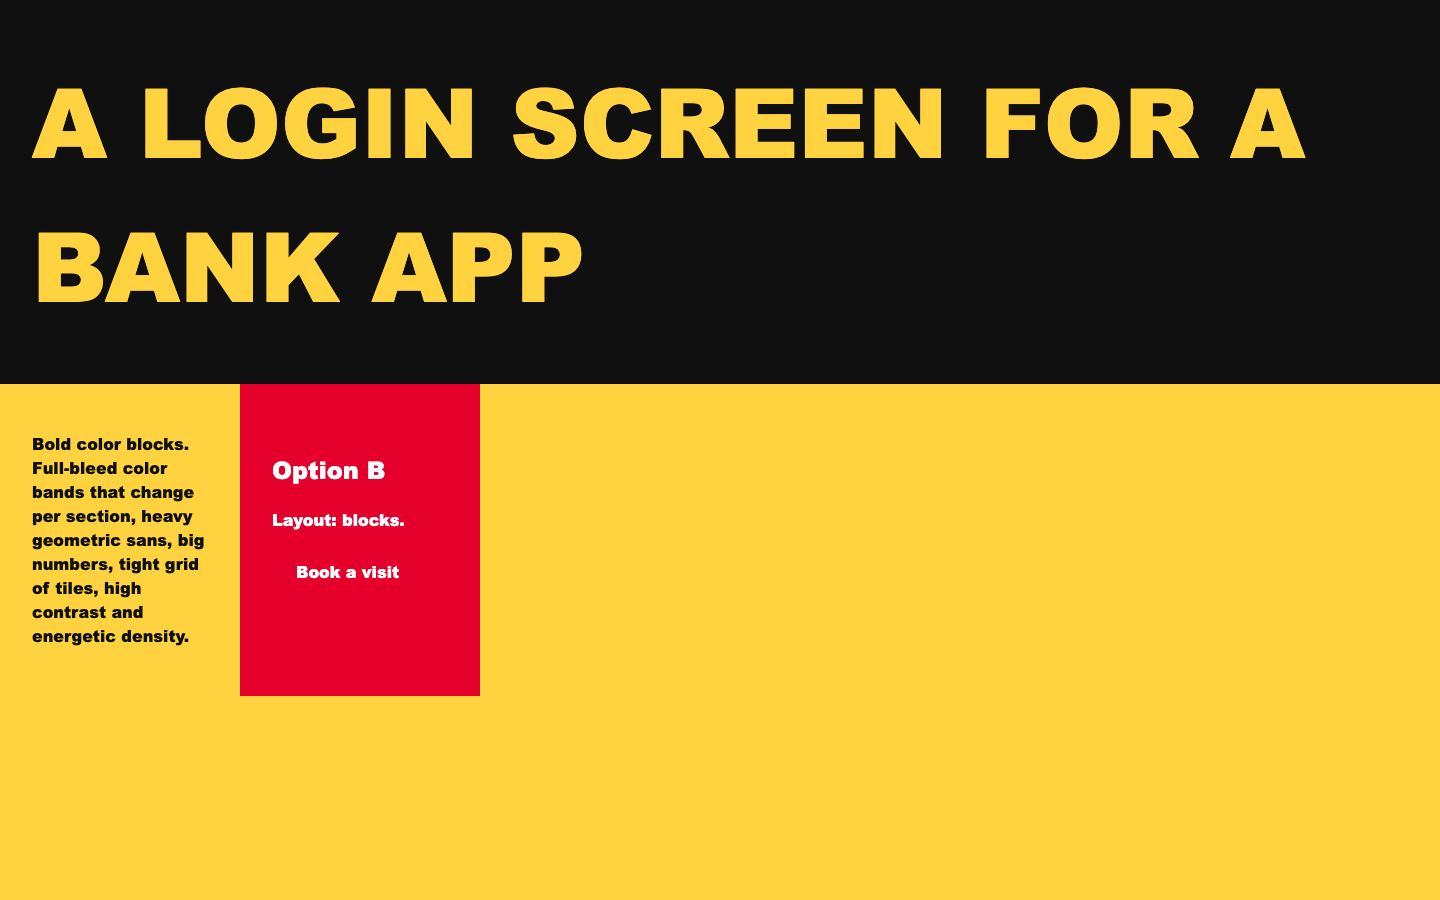 A LOGIN SCREEN FOR A
BANK APP
Bold color blocks.
Full-bleed color
bands that change
per section, heavy
geometric sans, big
numbers, tight grid
of tiles, high
contrast and
energetic density.
Option B
Layout: blocks.
Book a visit